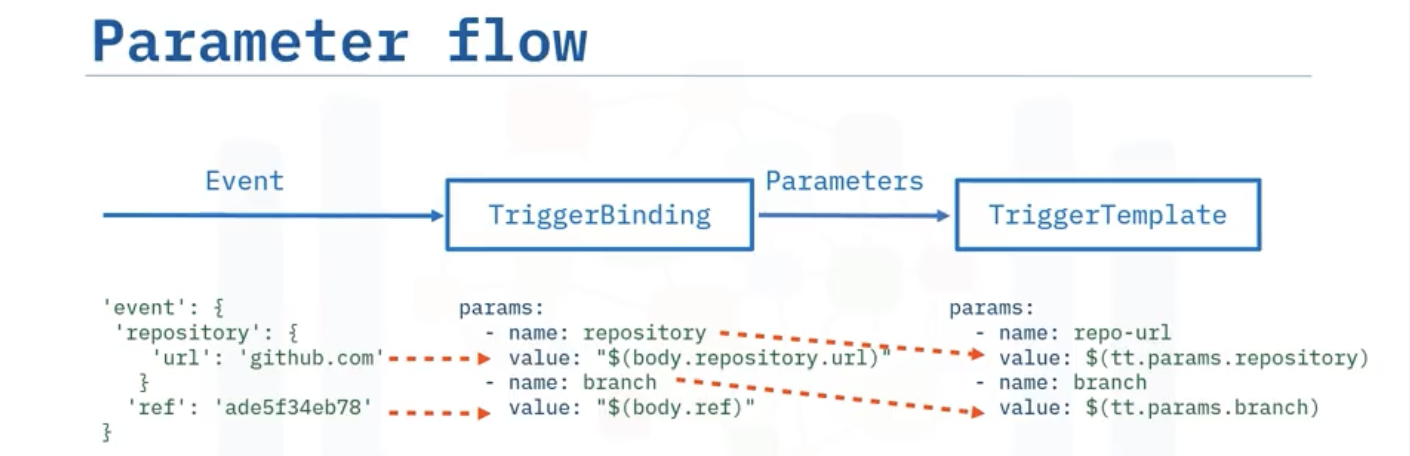 Parameter flow
Event
Parameters
TriggerBinding
TriggerTemplate
'event': {
'repository': {
'url': 'github.com'
}
'ref': 'ade5f34eb78'
}
params:
- name: repository
value: "$(body.repository.url)"
- name: branch
value: "$(body.ref)"
params:
- name: repo-url
value: $(tt.params.repository)
- name: branch
value: $(tt.params.branch)